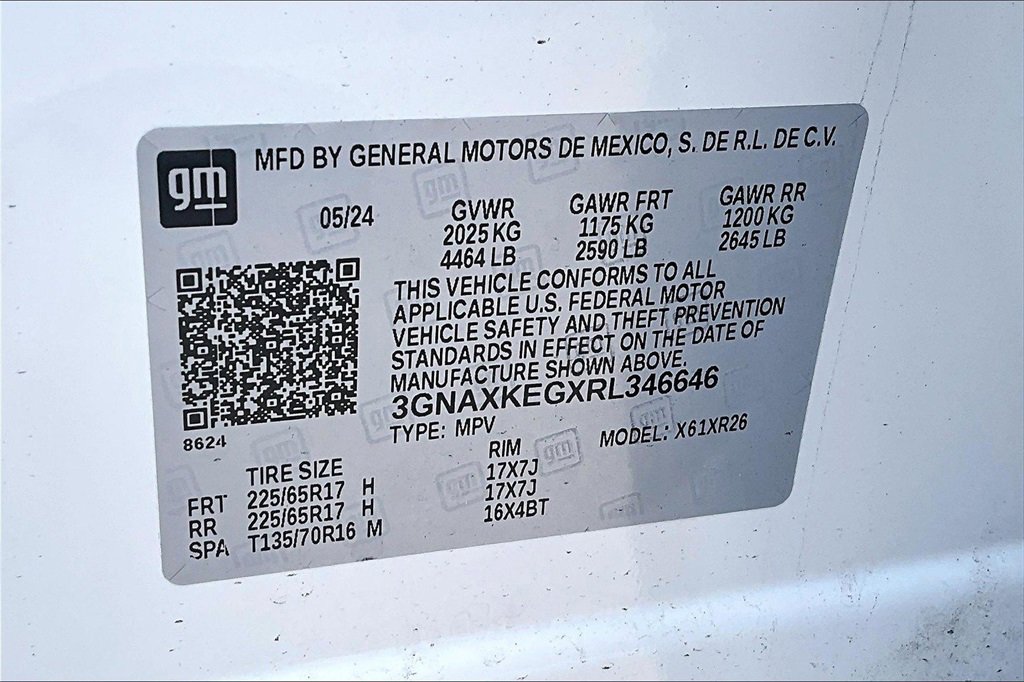 gm
MFD BY GENERAL MOTORS DE MEXICO, S. DE R.L. DE C.V.
05/24
GVWR
2025 KG
4464 LB
GAWR FRT
1175 KG
2590 LB
GAWR RR
1200 KG
2645 LB
THIS VEHICLE CONFORMS TO ALL
APPLICABLE U.S. FEDERAL MOTOR
VEHICLE SAFETY AND THEFT PREVENTION
STANDARDS IN EFFECT ON THE DATE OF
MANUFACTURE SHOWN ABOVE.
3GNAXKEGXRL346646
8624
TYPE: MPV
MODEL: X61XR26
TIRE SIZE RIM
FRT 225/65R17 H 17X7J
RR 225/65R17 H 17X7J
SPA T135/70R16 M 16X4BT